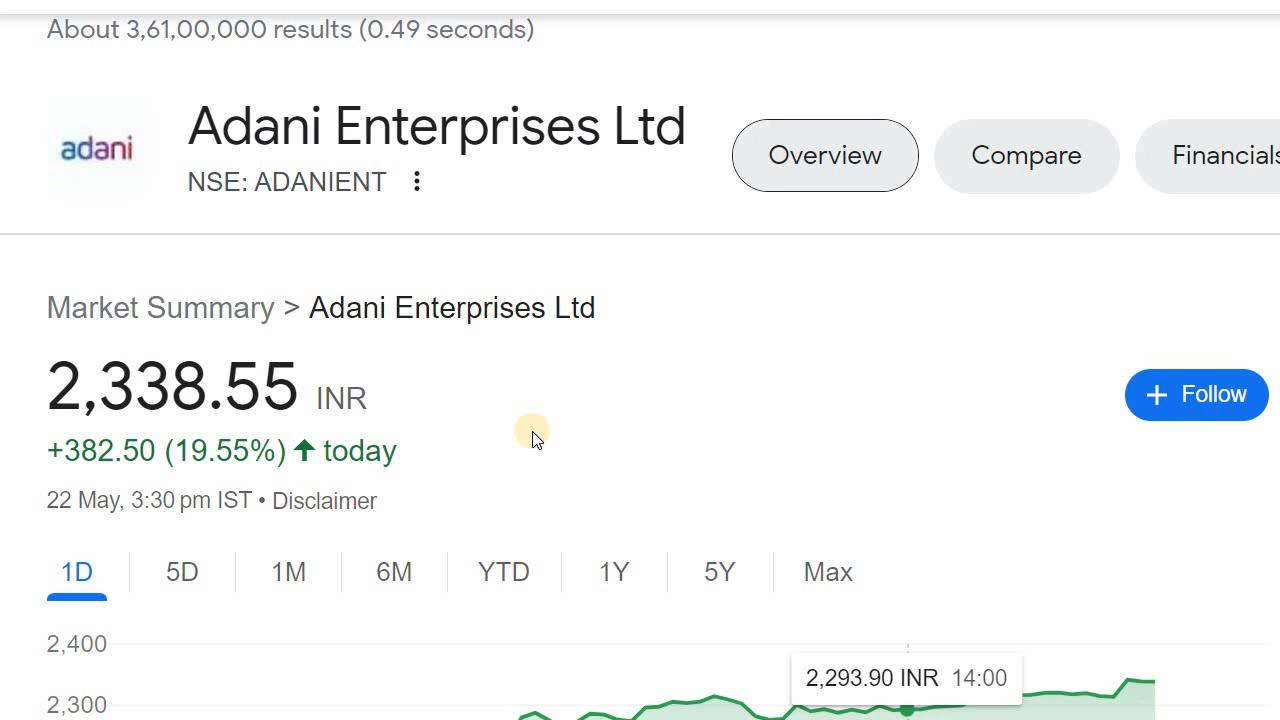 About 3,61,00,000 results (0.49 seconds)
adani
Adani Enterprises Ltd
NSE: ADANIENT
Overview
Compare
Financials
Market Summary > Adani Enterprises Ltd
2,338.55 INR
+ Follow
+382.50 (19.55%) ↑ today
22 May, 3:30 pm IST • Disclaimer
1D 5D 1M 6M YTD 1Y 5Y Max
2,400
2,293.90 INR 14:00
2,300